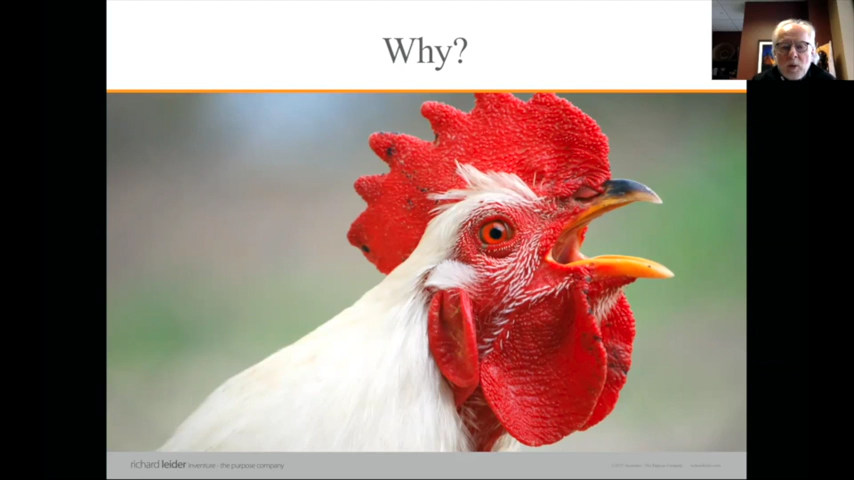 Why?
richard leider inventure - the purpose company